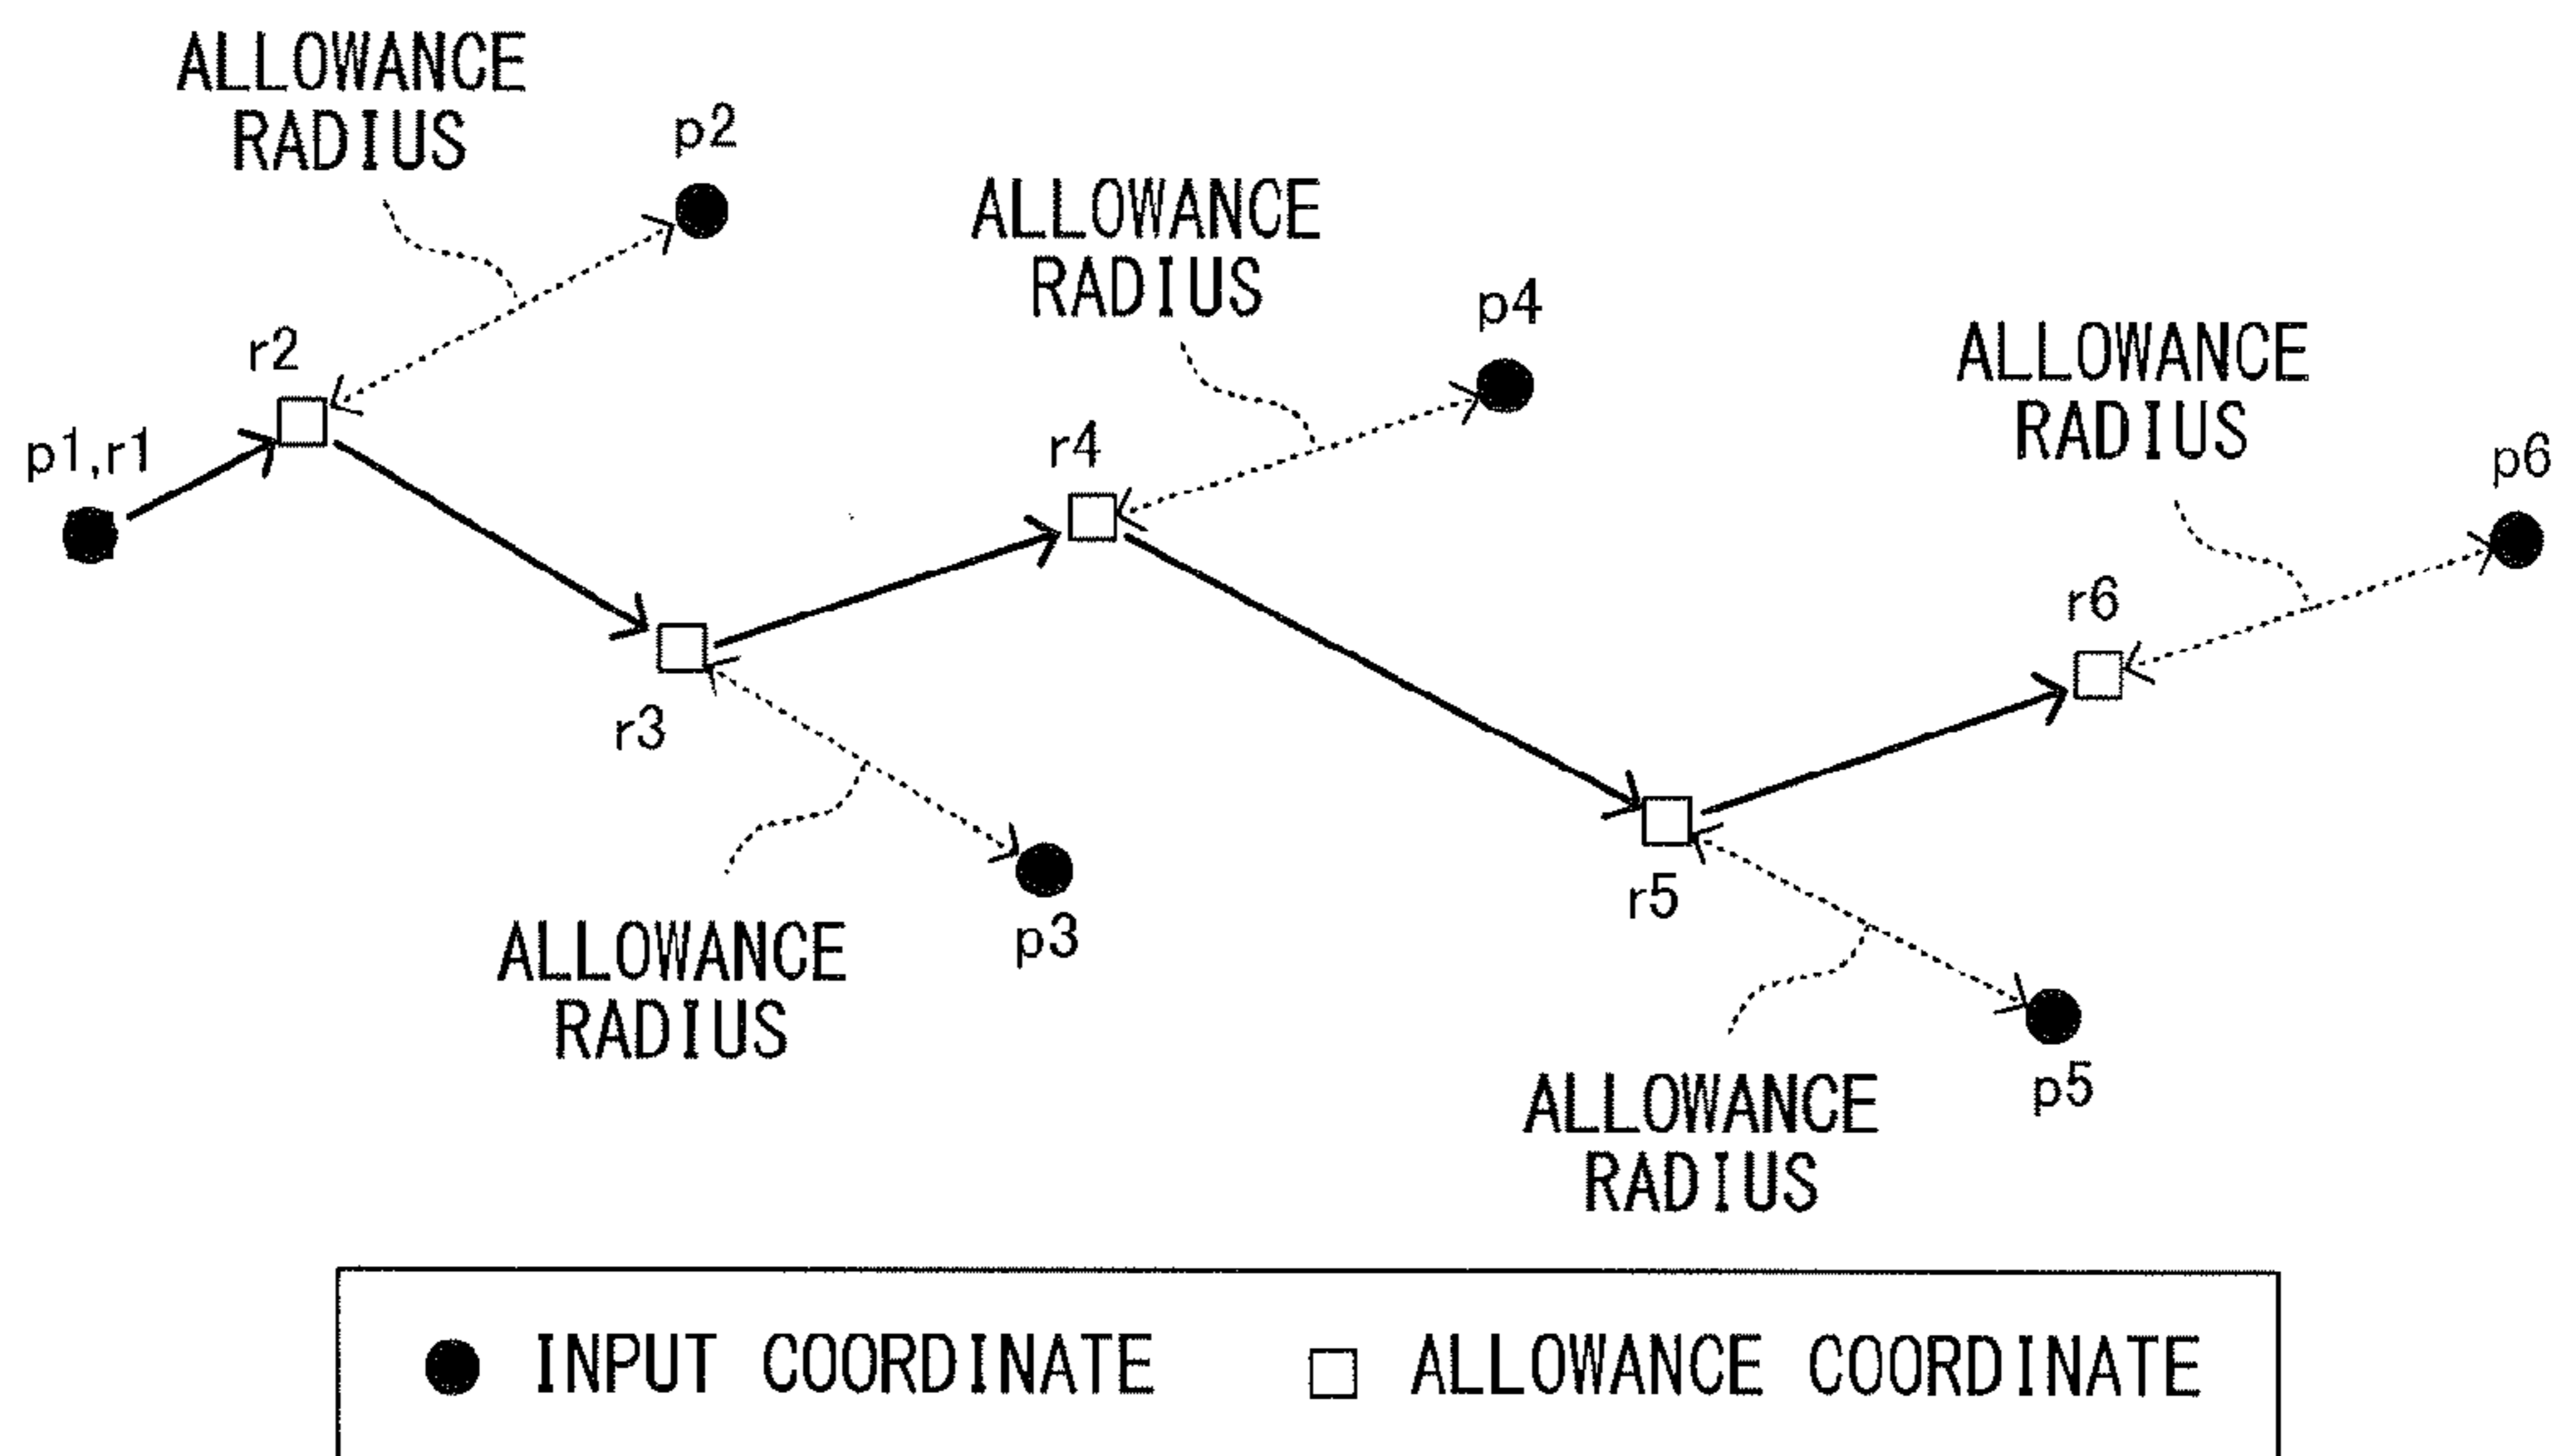 ALLOWANCE
RADIUS
p2
ALLOWANCE
RADIUS
p4
r2
ALLOWANCE
RADIUS
p1,r1
r4
p6
r6
r3
ALLOWANCE
RADIUS
p3
r5
ALLOWANCE
RADIUS
p5
INPUT COORDINATE
ALLOWANCE COORDINATE